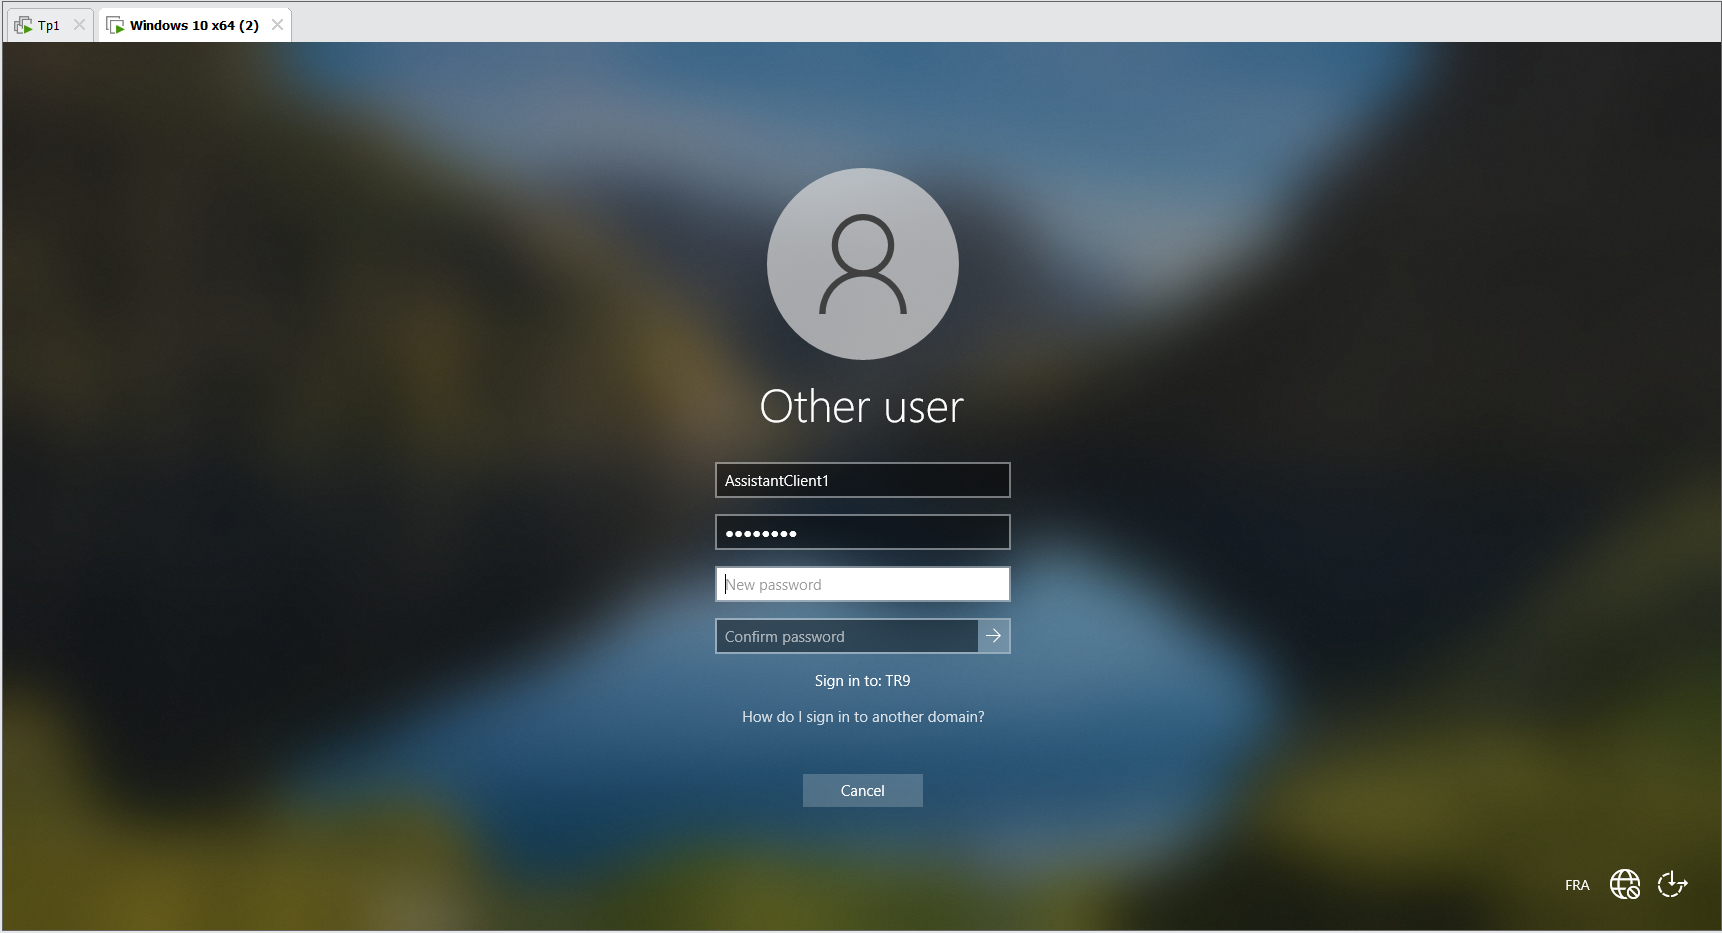 Tp1
Windows 10 x64 (2)
Other user
AssistantClient1
New password
Confirm password
Sign in to: TR9
How do I sign in to another domain?
Cancel
FRA